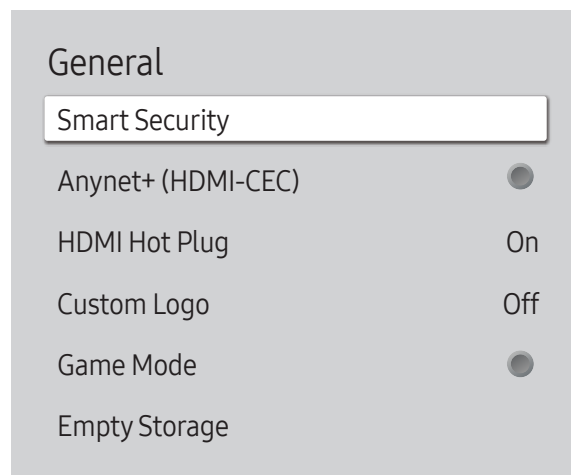 General
Smart Security
Anynet+ (HDMI-CEC)
HDMI Hot Plug On
Custom Logo Off
Game Mode
Empty Storage